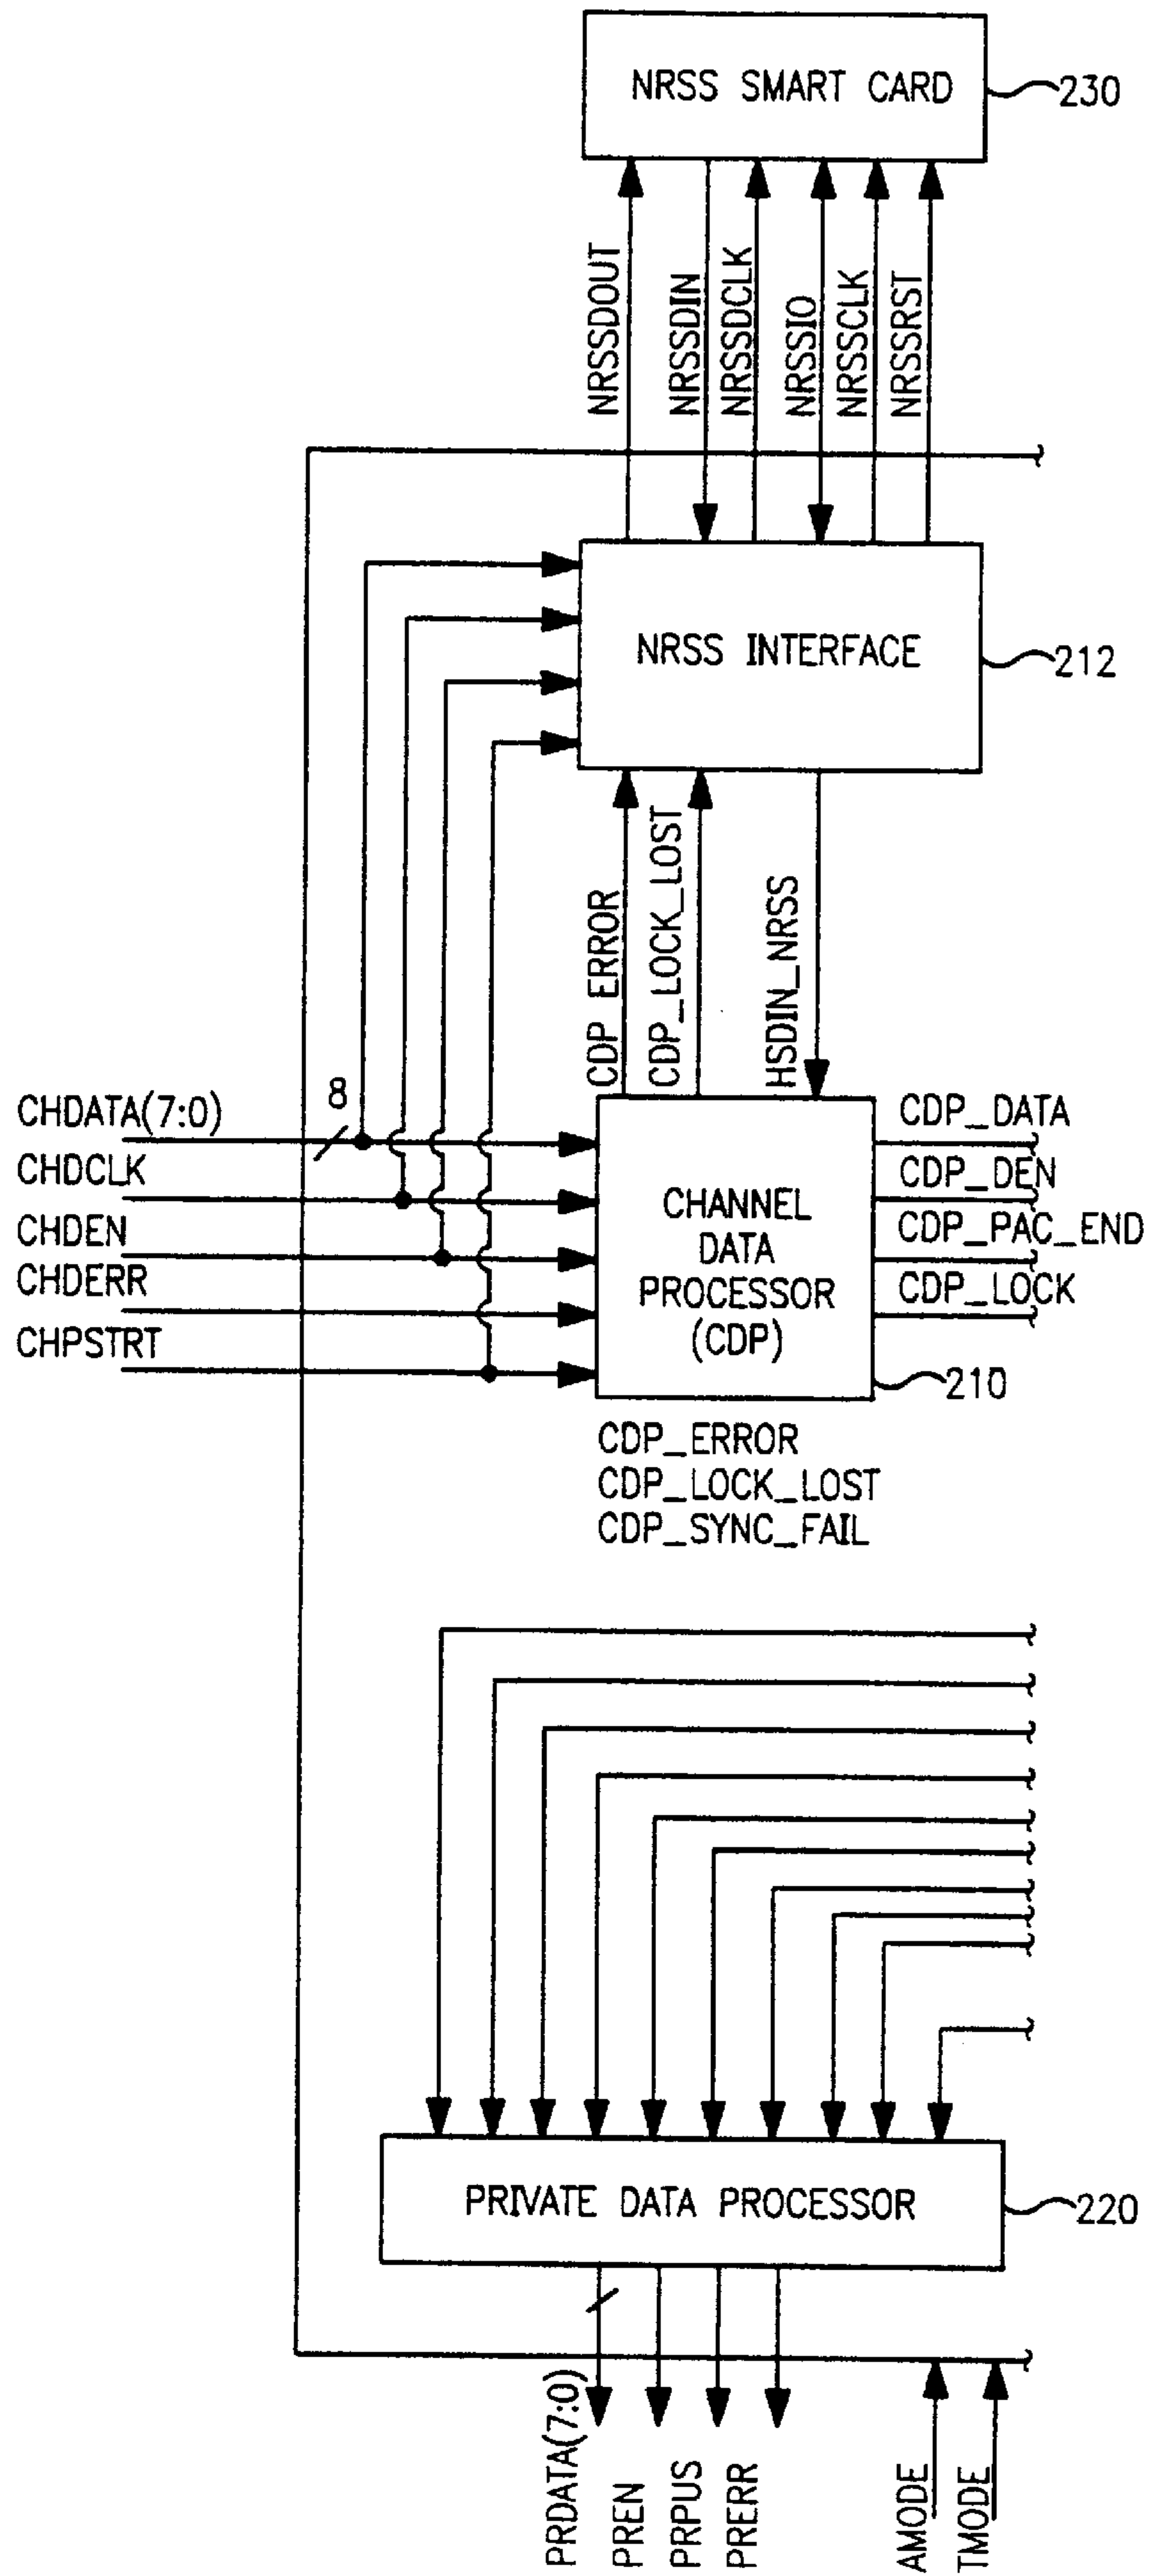 NRSS SMART CARD
230
NRSSDOUT
NRSSDIN
NRSSDCLK
NRSSIO
NRSSCLK
NRSSRST
NRSS INTERFACE
212
CDP_ERROR
CDP_LOCK_LOST
HSDIN_NRSS
CHDATA(7:0)
8
CHDCLK
CHDEN
CHDERR
CHPSTRT
CHANNEL
DATA
PROCESSOR
(CDP)
210
CDP_DATA
CDP_DEN
CDP_PAC_END
CDP_LOCK
CDP_ERROR
CDP_LOCK_LOST
CDP_SYNC_FAIL
PRIVATE DATA PROCESSOR
220
PRDATA(7:0)
PREN
PRPUS
PRERR
AMODE
TMODE